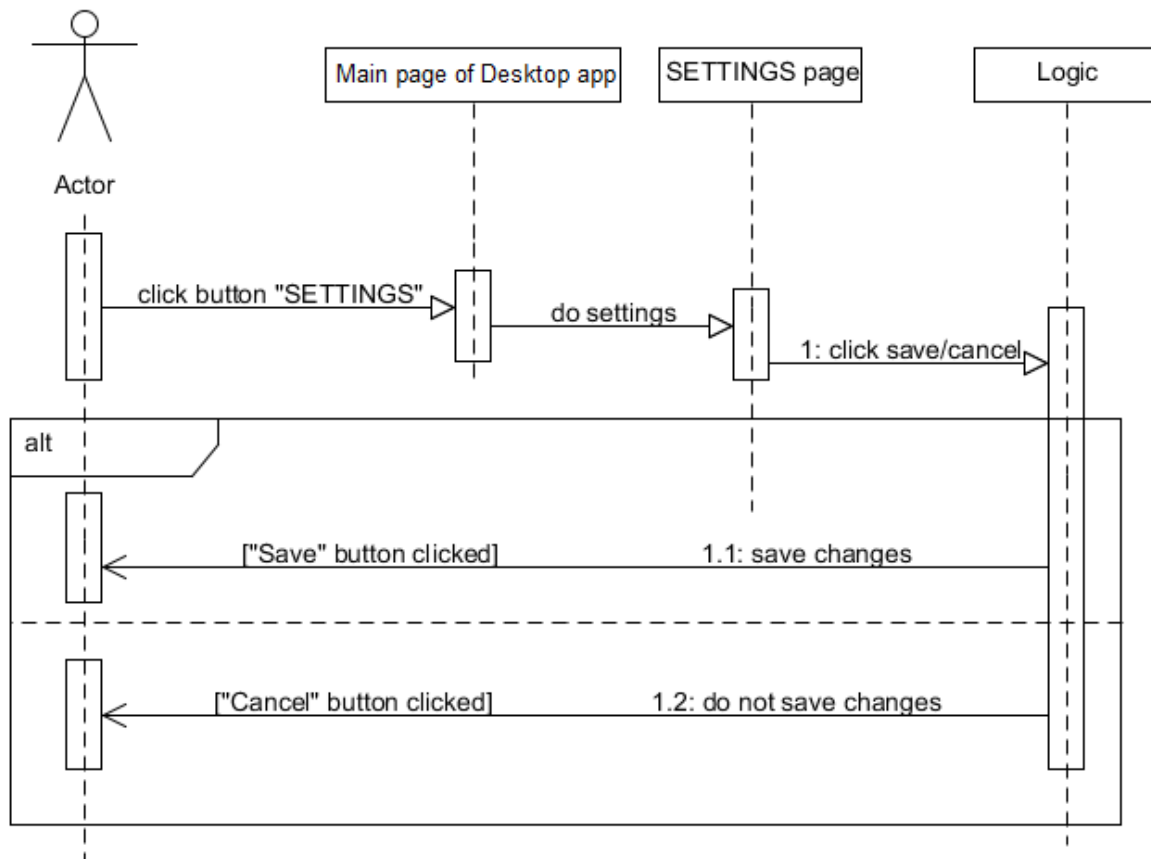 Main page of Desktop app
SETTINGS page
Logic
Actor
click button "SETTINGS"
do settings
1: click save/cancel
alt
["Save" button clicked]
1.1: save changes
["Cancel" button clicked]
1.2: do not save changes